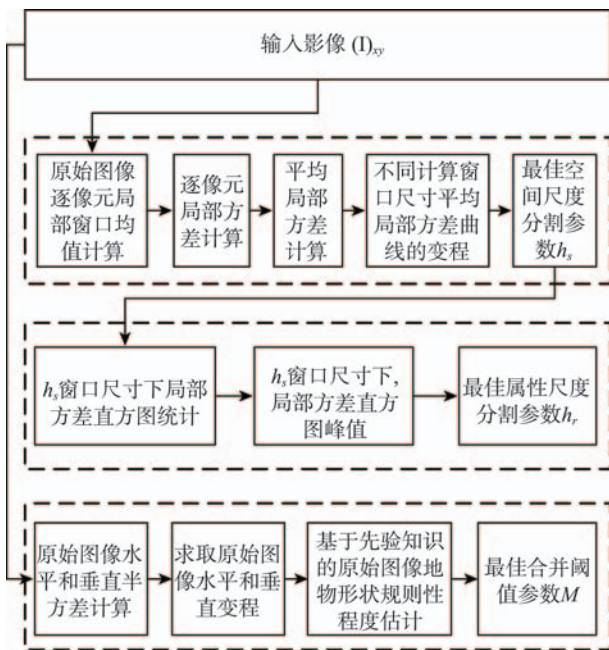 输入影像 (I)xy
原始图像
逐像元局
部窗口均
值计算
逐像元
局部方
差计算
平均
局部
方差
计算
不同计算窗
口尺寸平均
局部方差曲
线的变程
最佳空
间尺度
分割参
数hs
hs窗口尺寸下局部
方差直方图统计
hs窗口尺寸下,
局部方差直方
图峰值
最佳属性尺度
分割参数hr
原始图像水
平和垂直半
方差计算
求取原始图
像水平和垂
直变程
基于先验知识
的原始图像地
物形状规则性
程度估计
最佳合并阈
值参数M